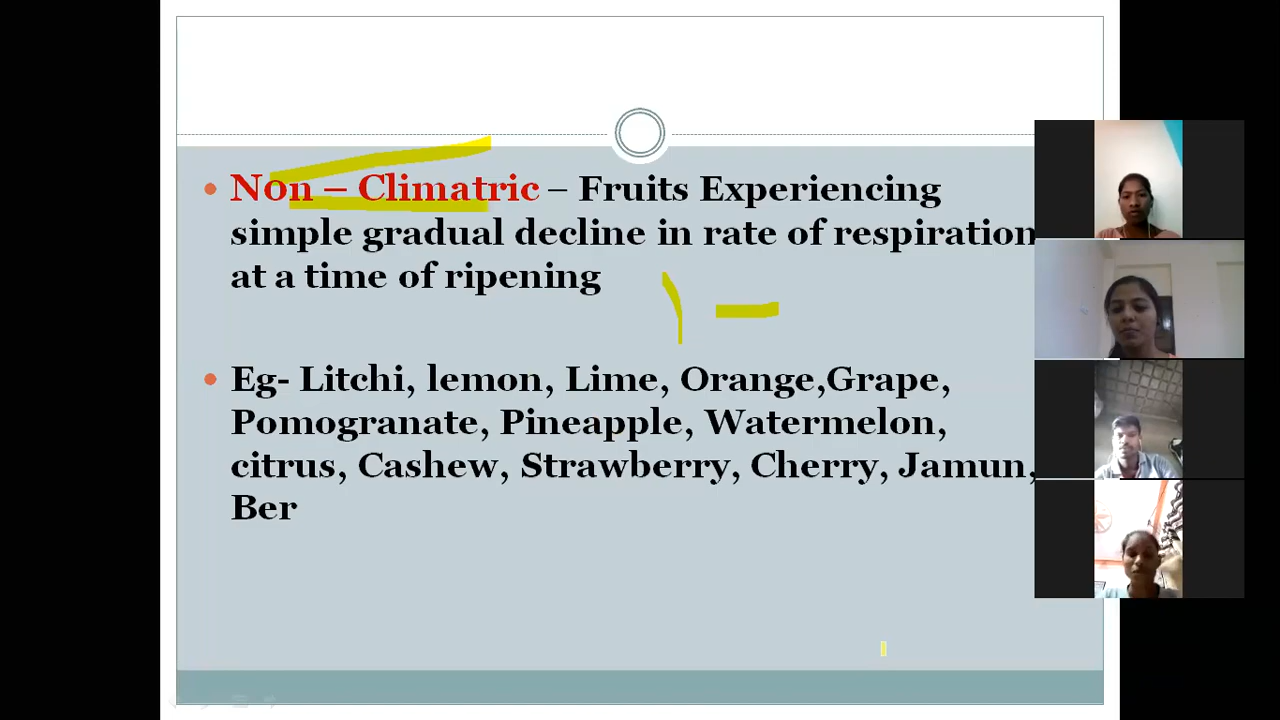 Non – Climatric – Fruits Experiencing
simple gradual decline in rate of respiration
at a time of ripening
Eg- Litchi, lemon, Lime, Orange,Grape,
Pomogranate, Pineapple, Watermelon,
citrus, Cashew, Strawberry, Cherry, Jamun,
Ber